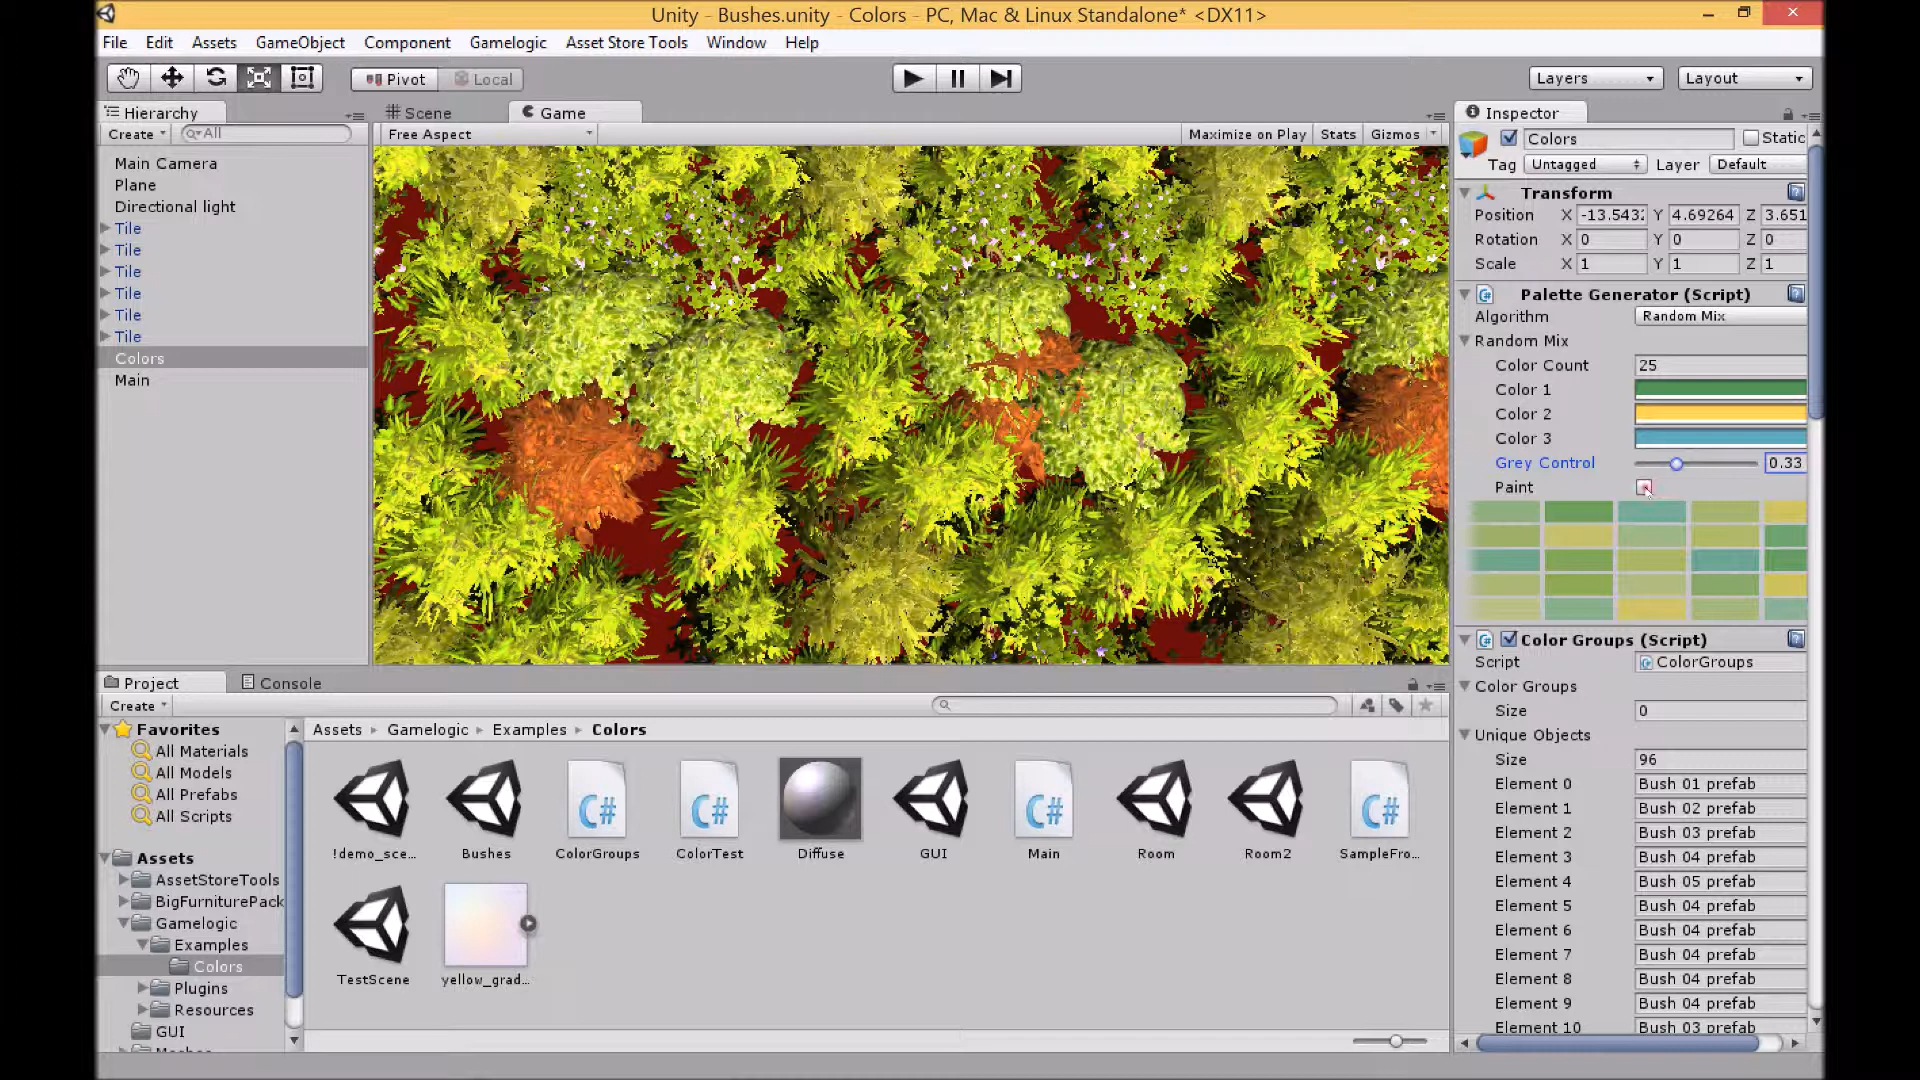 Unity - Bushes.unity - Colors - PC, Mac & Linux Standalone* <DX11>
File Edit Assets GameObject Component Gamelogic Asset Store Tools Window Help
Pivot Local Layers Layout
Hierarchy
Create All
Main Camera
Plane
Directional light
Tile
Tile
Tile
Tile
Tile
Tile
Colors
Main
Scene Game
Free Aspect Maximize on Play Stats Gizmos
Inspector
Colors Static
Tag Untagged Layer Default
Transform
Position X -13.543 Y 4.69264 Z 3.651
Rotation X 0 Y 0 Z 0
Scale X 1 Y 1 Z 1
Palette Generator (Script)
Algorithm Random Mix
Random Mix
Color Count 25
Color 1
Color 2
Color 3
Grey Control 0.33
Paint
Color Groups (Script)
Script ColorGroups
Color Groups
Size 0
Unique Objects
Size 96
Element 0 Bush 01 prefab
Element 1 Bush 02 prefab
Element 2 Bush 03 prefab
Element 3 Bush 04 prefab
Element 4 Bush 05 prefab
Element 5 Bush 04 prefab
Element 6 Bush 04 prefab
Element 7 Bush 04 prefab
Element 8 Bush 04 prefab
Element 9 Bush 04 prefab
Element 10 Bush 03 prefab
Project Console
Create
Favorites
All Materials
All Models
All Prefabs
All Scripts
Assets
AssetStoreTools
BigFurniturePack
Gamelogic
Examples
Colors
Plugins
Resources
GUI
Assets Gamelogic Examples Colors
!demo_sce... Bushes ColorGroups ColorTest Diffuse GUI Main Room Room2 SampleFro...
TestScene yellow_grad...
C# C# C# C#